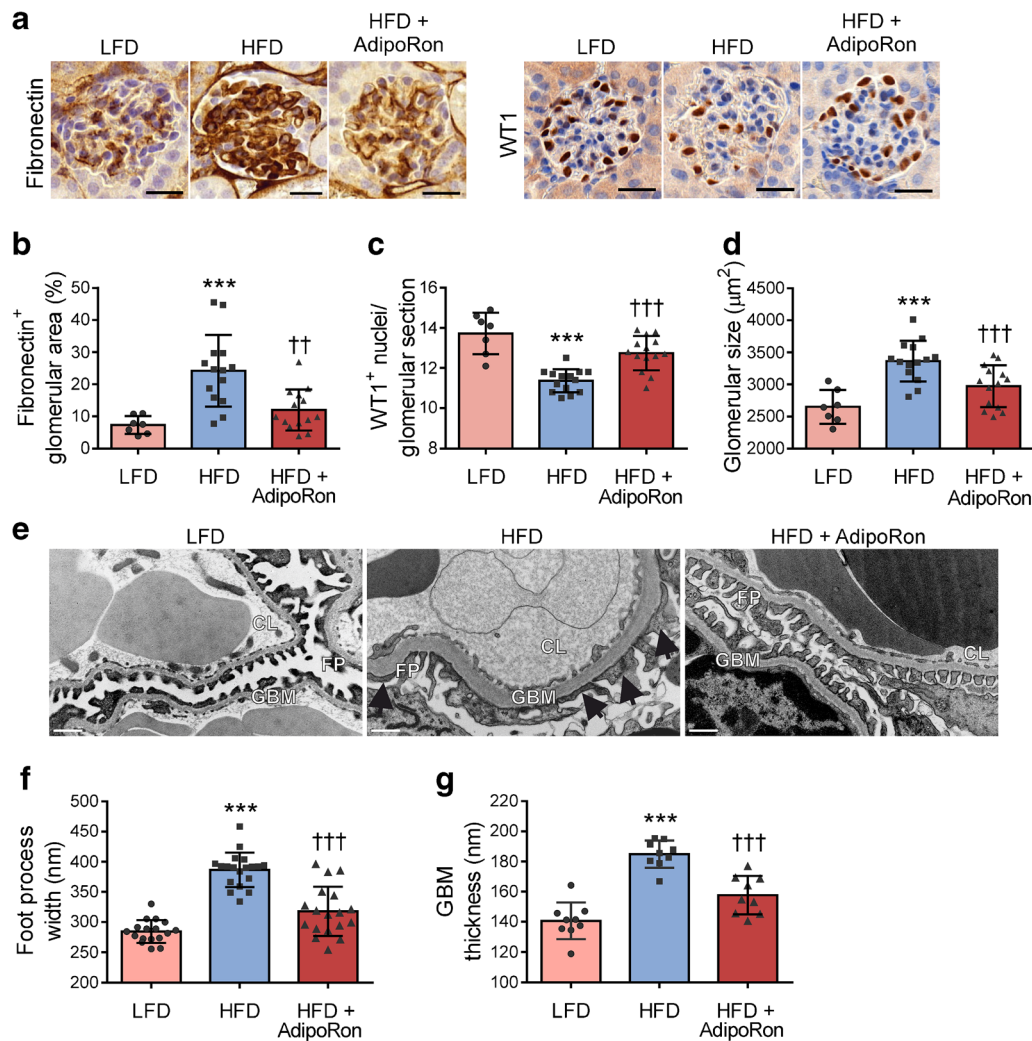 a
LFD
HFD
HFD +
AdipoRon
Fibronectin
LFD
HFD
HFD +
AdipoRon
WT1
b
Fibronectin⁺
glomerular area (%)
50
40
30
20
10
0
***
††
LFD
HFD
HFD +
AdipoRon
c
WT1⁺ nuclei/
glomerular section
16
14
12
10
8
***
†††
LFD
HFD
HFD +
AdipoRon
d
Glomerular size (μm²)
4500
4000
3500
3000
2500
2000
***
†††
LFD
HFD
HFD +
AdipoRon
e
LFD
CL
FP
GBM
HFD
CL
FP
GBM
HFD + AdipoRon
FP
GBM
CL
f
Foot process
width (nm)
500
450
400
350
300
250
200
***
†††
LFD
HFD
HFD +
AdipoRon
g
GBM
thickness (nm)
220
200
180
160
140
120
100
***
†††
LFD
HFD
HFD +
AdipoRon